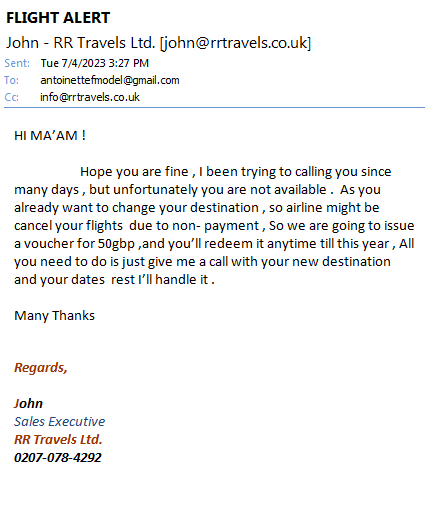 FLIGHT ALERT
John - RR Travels Ltd. [john@rrtravels.co.uk]
Sent: Tue 7/4/2023 3:27 PM
To: antoinettefmodel@gmail.com
Cc: info@rrtravels.co.uk
HI MA’AM !
Hope you are fine , I been trying to calling you since
many days , but unfortunately you are not available . As you
already want to change your destination , so airline might be
cancel your flights due to non- payment , So we are going to issue
a voucher for 50gbp ,and you’ll redeem it anytime till this year , All
you need to do is just give me a call with your new destination
and your dates rest I’ll handle it .
Many Thanks
Regards,
John
Sales Executive
RR Travels Ltd.
0207-078-4292